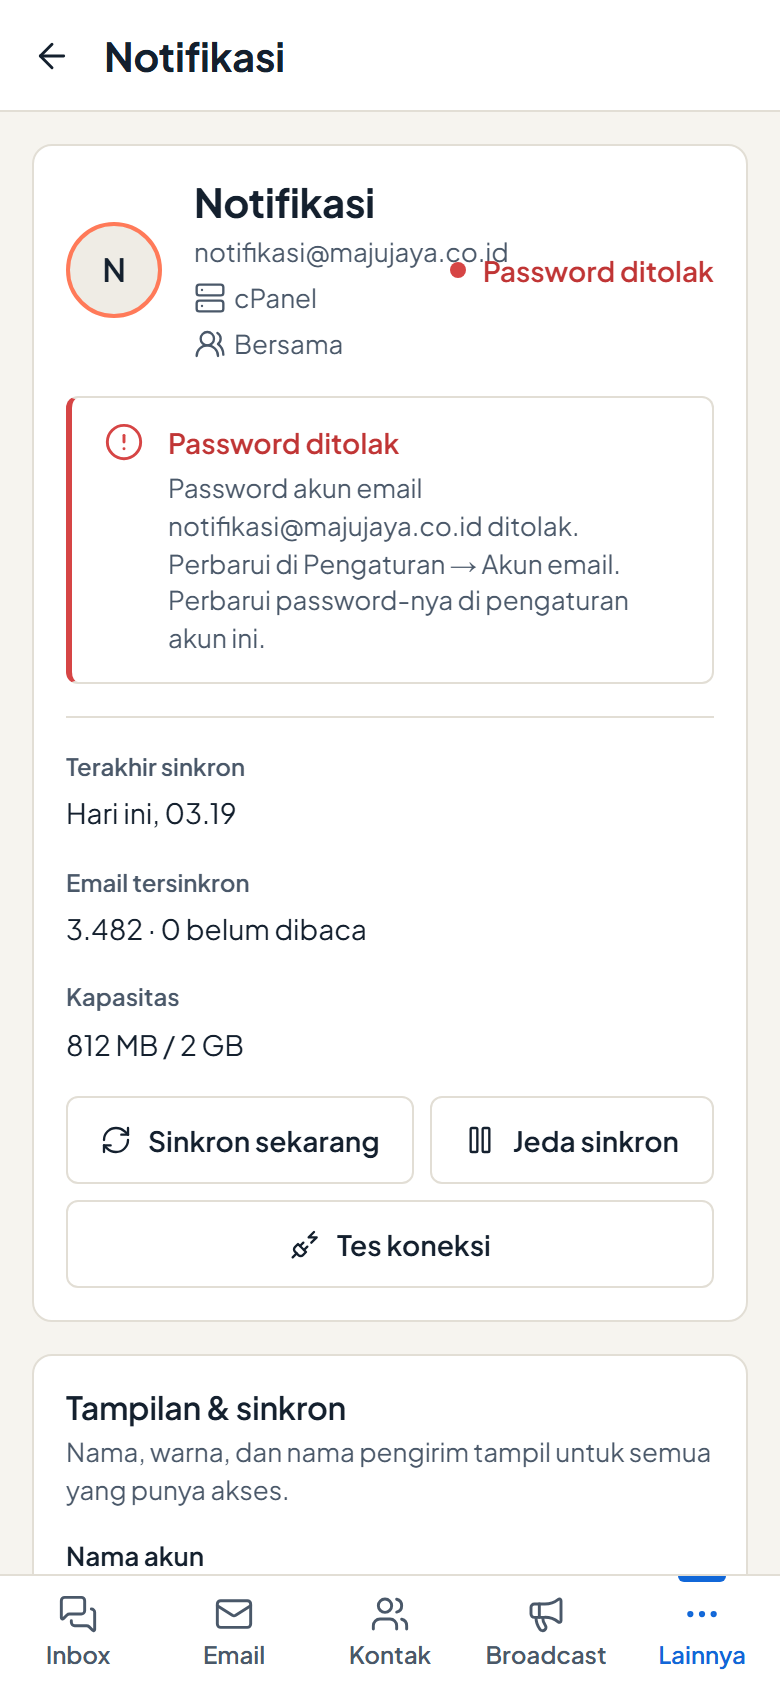 Notifikasi
N
Notifikasi
notifikasi@majujaya.co.id
Password ditolak
cPanel
Bersama
Password ditolak
Password akun email
notifikasi@majujaya.co.id ditolak.
Perbarui di Pengaturan → Akun email.
Perbarui password-nya di pengaturan
akun ini.
Terakhir sinkron
Hari ini, 03.19
Email tersinkron
3.482 · 0 belum dibaca
Kapasitas
812 MB / 2 GB
Sinkron sekarang
Jeda sinkron
Tes koneksi
Tampilan & sinkron
Nama, warna, dan nama pengirim tampil untuk semua
yang punya akses.
Nama akun
Inbox
Email
Kontak
Broadcast
Lainnya